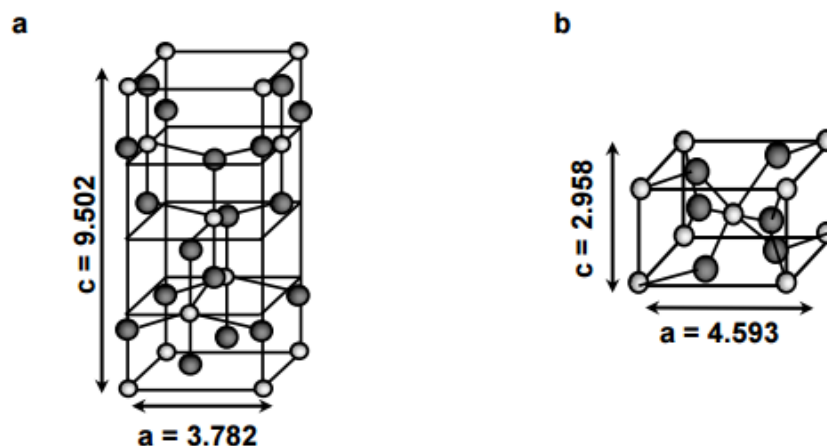 a
c = 9.502
a = 3.782
b
c = 2.958
a = 4.593